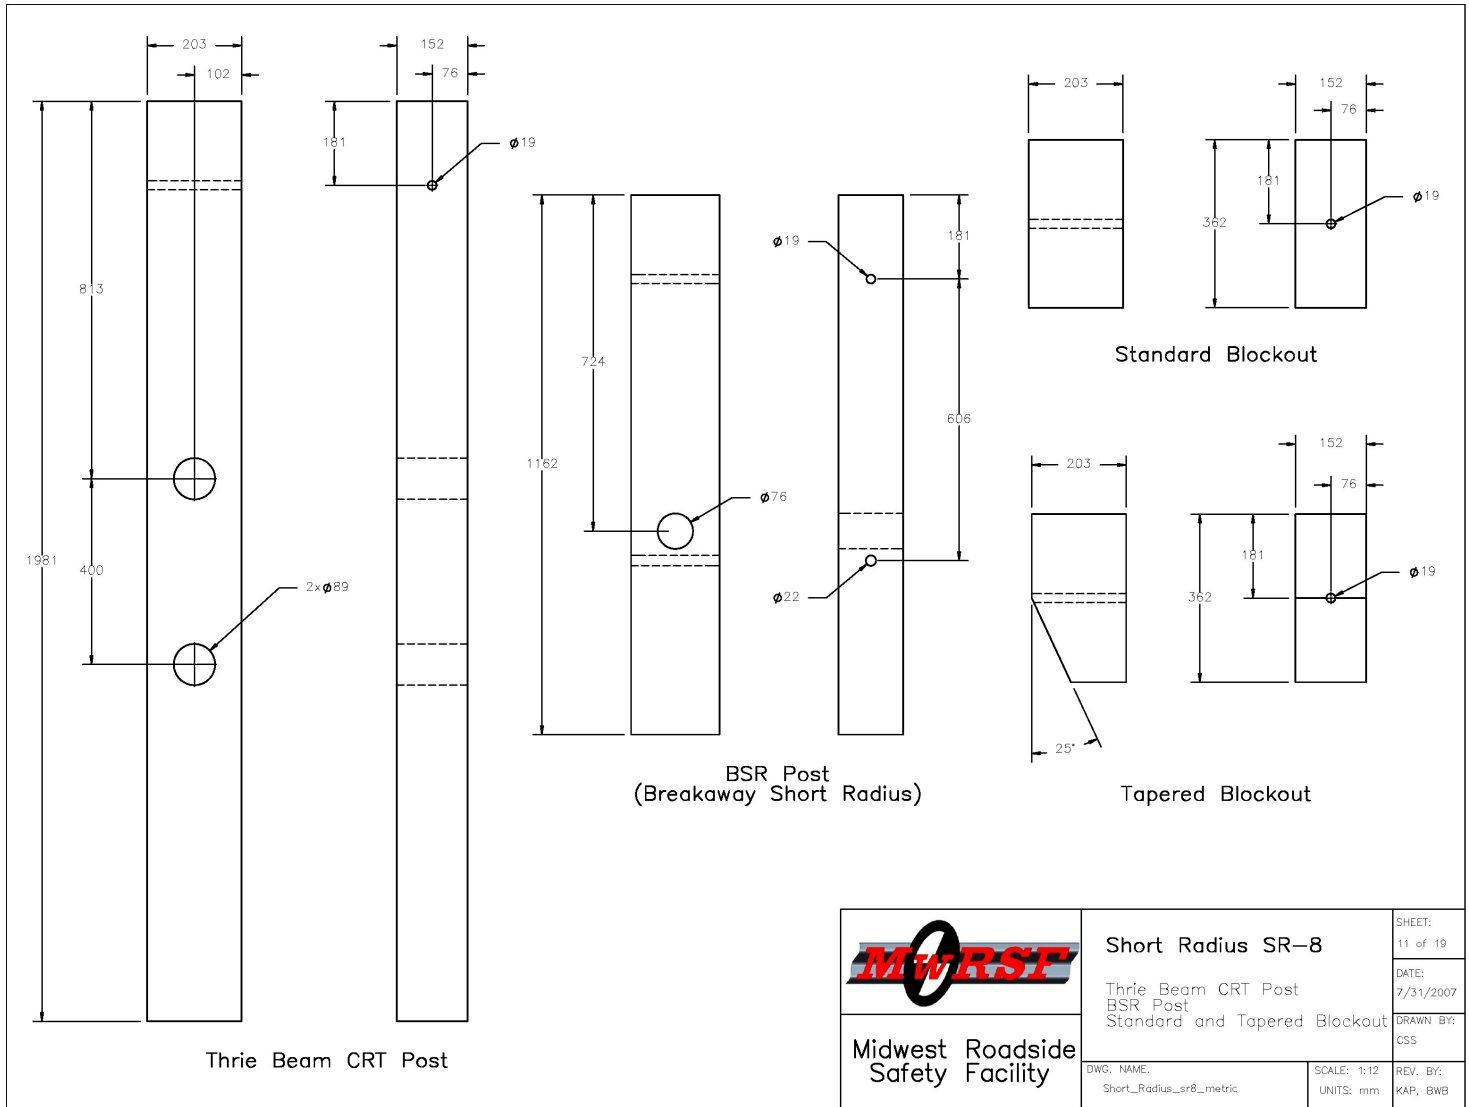 203
102
152
76
181
ø19
813
1981
400
2xø89
Thrie Beam CRT Post
ø19
181
724
606
1162
ø76
ø22
BSR Post
(Breakaway Short Radius)
203
152
76
181
362
ø19
Standard Blockout
203
152
76
181
362
ø19
25°
Tapered Blockout
MwRSF
Midwest Roadside
Safety Facility
Short Radius SR-8
Thrie Beam CRT Post
BSR Post
Standard and Tapered Blockout
DWG. NAME.
Short_Radius_sr8_metric
SCALE: 1:12
UNITS: mm
SHEET:
11 of 19
DATE:
7/31/2007
DRAWN BY:
CSS
REV. BY:
KAP, BWB